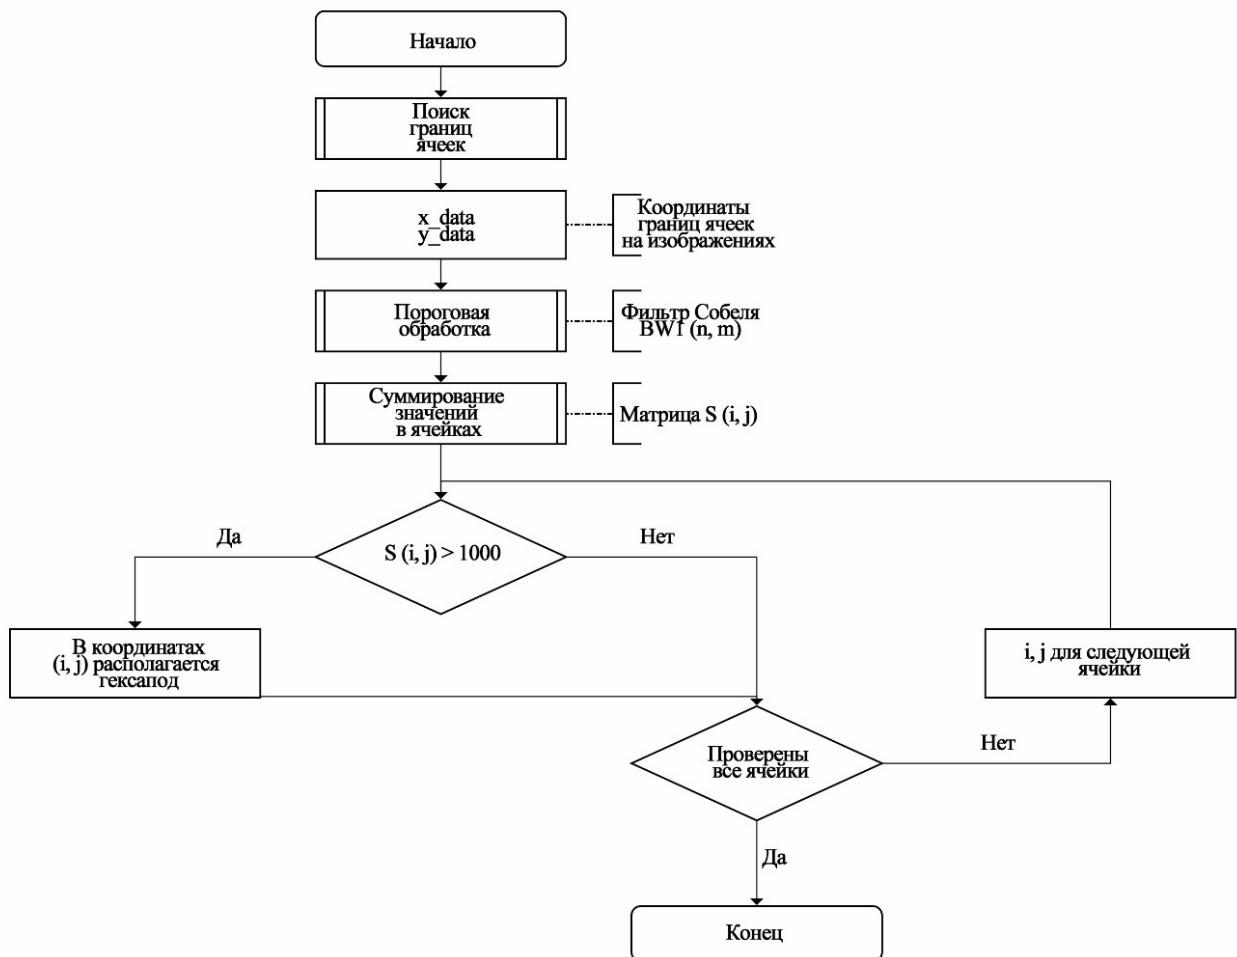 Начало
Поиск
границ
ячеек
x_data
y_data
Координаты
границ ячеек
на изображениях
Пороговая
обработка
Фильтр Собеля
BW1 (n, m)
Суммирование
значений
в ячейках
Матрица S (i, j)
Да
S (i, j) > 1000
Нет
В координатах
(i, j) располагается
гексапод
i, j для следующей
ячейки
Проверены
все ячейки
Нет
Да
Конец